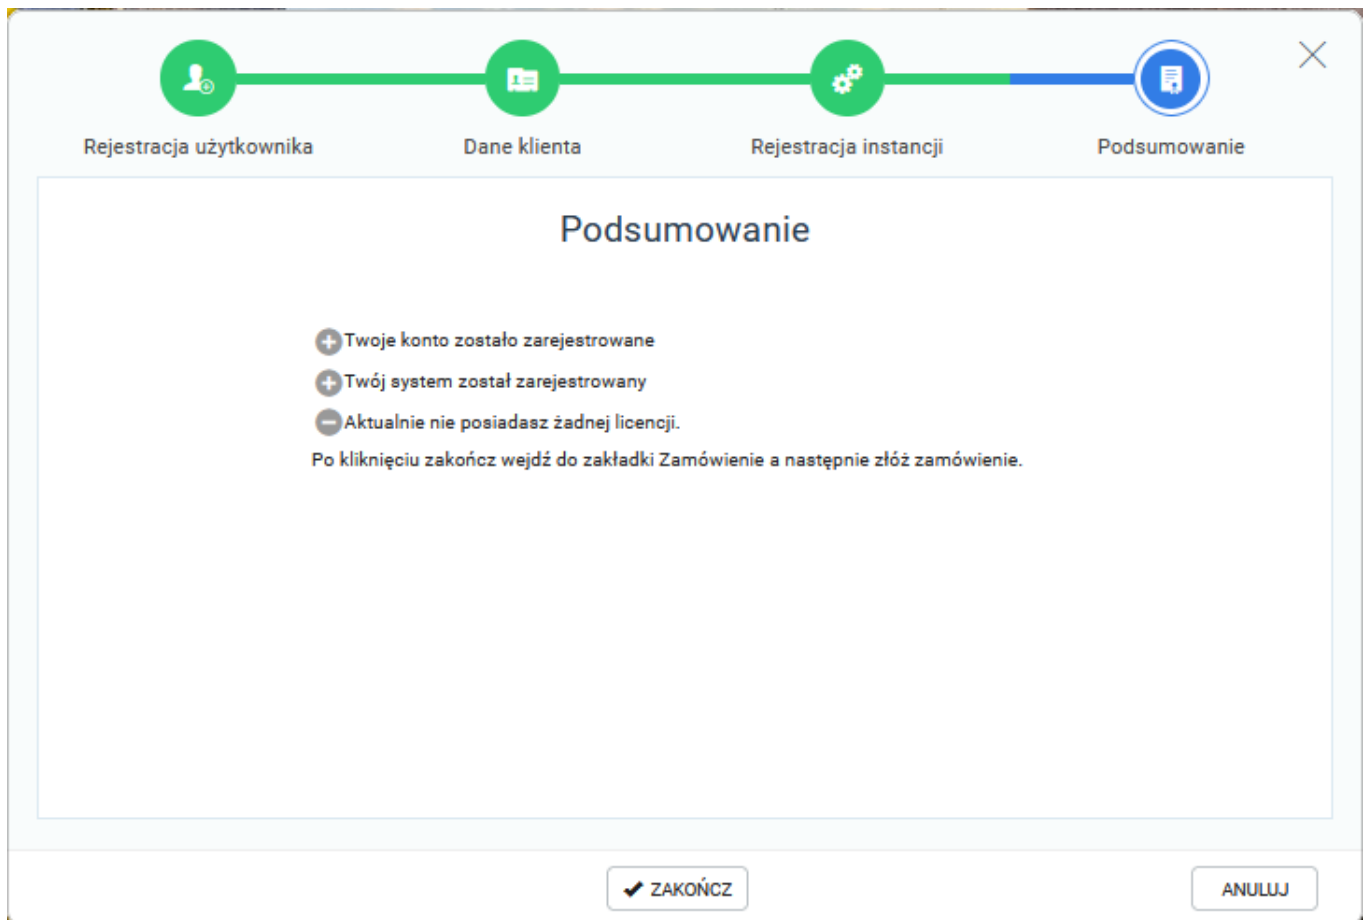 Rejestracja użytkownika
Dane klienta
Rejestracja instancji
Podsumowanie
Podsumowanie
Twoje konto zostało zarejestrowane
Twój system został zarejestrowany
Aktualnie nie posiadasz żadnej licencji.
Po kliknięciu zakończ wejdź do zakładki Zamówienie a następnie złóż zamówienie.
ZAKOŃCZ
ANULUJ